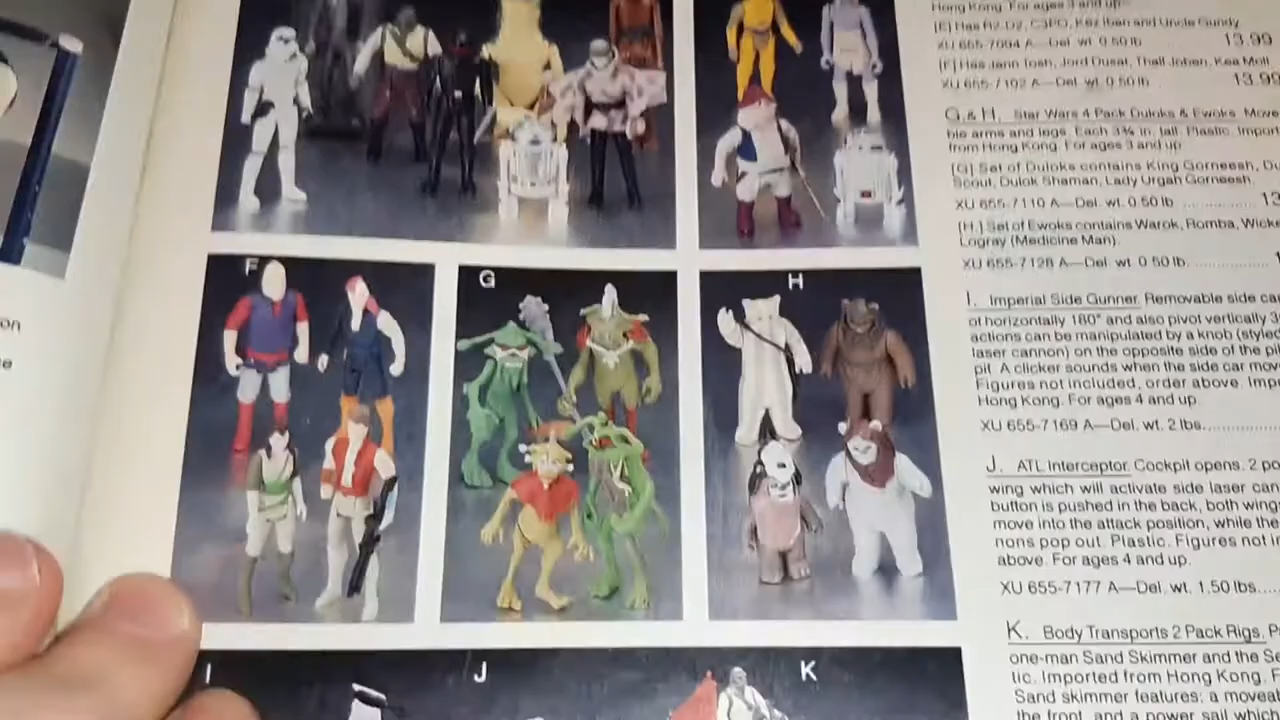 on
e
F
G
H
I
J
K
Hong Kong. For ages 3 and up
[E] Has R2-D2, C3PO, Kez Iban and Uncle Gundy
XU 655-7094 A—Del. wt. 0.50 lb. 13.99
[F] Has Jann Tosh, Jord Dusat, Thall Joben, Kea Moll
XU 655-7102 A—Del. wt. 0.50 lb. 13.99
G & H. Star Wars 4 Pack Duloks & Ewoks. Move
ble arms and legs. Each 3¾ in. tall. Plastic. Impor
from Hong Kong. For ages 3 and up
[G] Set of Duloks contains King Gorneesh, Du
Scout, Dulok Shaman, Lady Urgah Gorneesh
XU 655-7110 A—Del. wt. 0.50 lb. ........... 13
[H.] Set of Ewoks contains Warok, Romba, Wicke
Logray (Medicine Man).
XU 655-7128 A—Del. wt. 0.50 lb. ............... 1
I. Imperial Side Gunner. Removable side ca
of horizontally 180° and also pivot vertically 3
actions can be manipulated by a knob (style
laser cannon) on the opposite side of the pi
pit. A clicker sounds when the side car mov
Figures not included, order above. Imp
Hong Kong. For ages 4 and up.
XU 655-7169 A—Del. wt. 2 lbs. ............
J. ATL Interceptor. Cockpit opens. 2 po
wing which will activate side laser can
button is pushed in the back, both wing
move into the attack position, while the
nons pop out. Plastic. Figures not in
above. For ages 4 and up.
XU 655-7177 A—Del. wt. 1.50 lbs. ....
K. Body Transports 2 Pack Rigs. P
one-man Sand Skimmer and the Se
tic. Imported from Hong Kong. F
Sand skimmer features: a movea
the front, and a power sail which